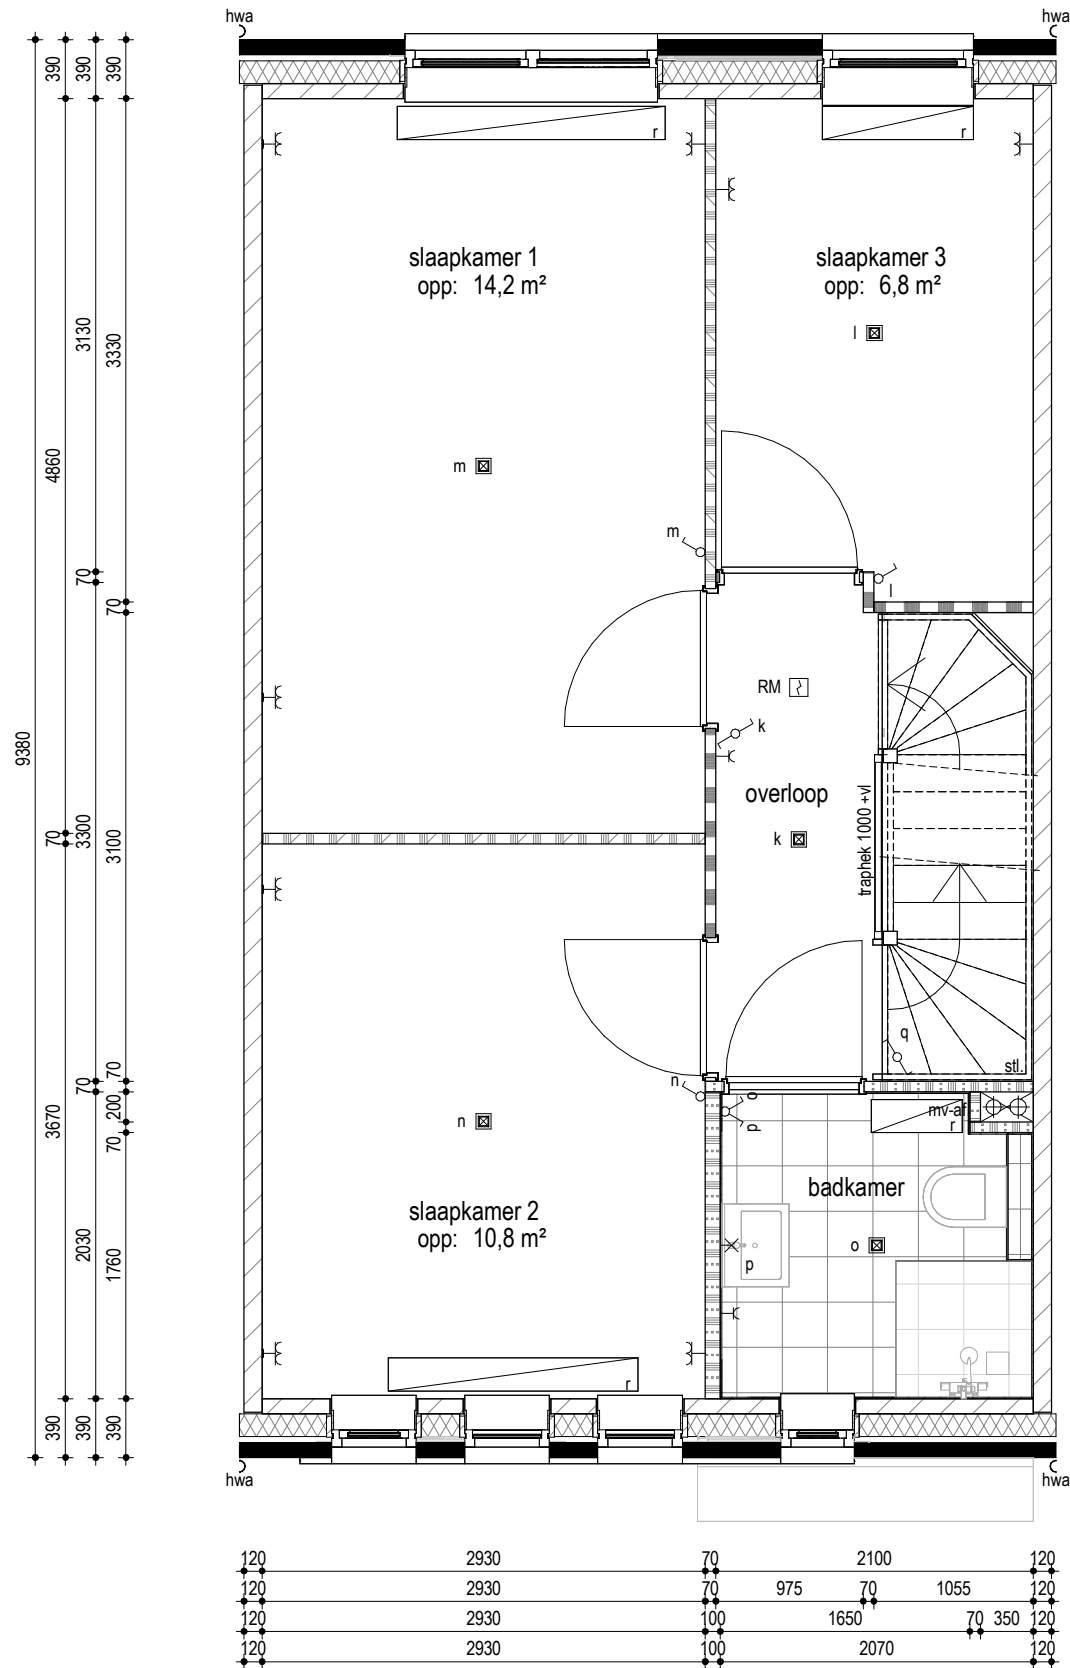 hwa
hwa
390
390
390
r
r
slaapkamer 1
opp: 14,2 m²
slaapkamer 3
opp: 6,8 m²
l
3130
3330
4860
m
m
70
70
l
RM
k
9380
overloop
traphek 1000 +vl
k
70
3300
3100
q
stl.
n
70
70
mv-af
o
r
p
200
3670
70
n
badkamer
slaapkamer 2
opp: 10,8 m²
o
p
2030
1760
r
390
390
390
hwa
hwa
120 2930 70 2100 120
120 2930 70 975 70 1055 120
120 2930 100 1650 70 350 120
120 2930 100 2070 120